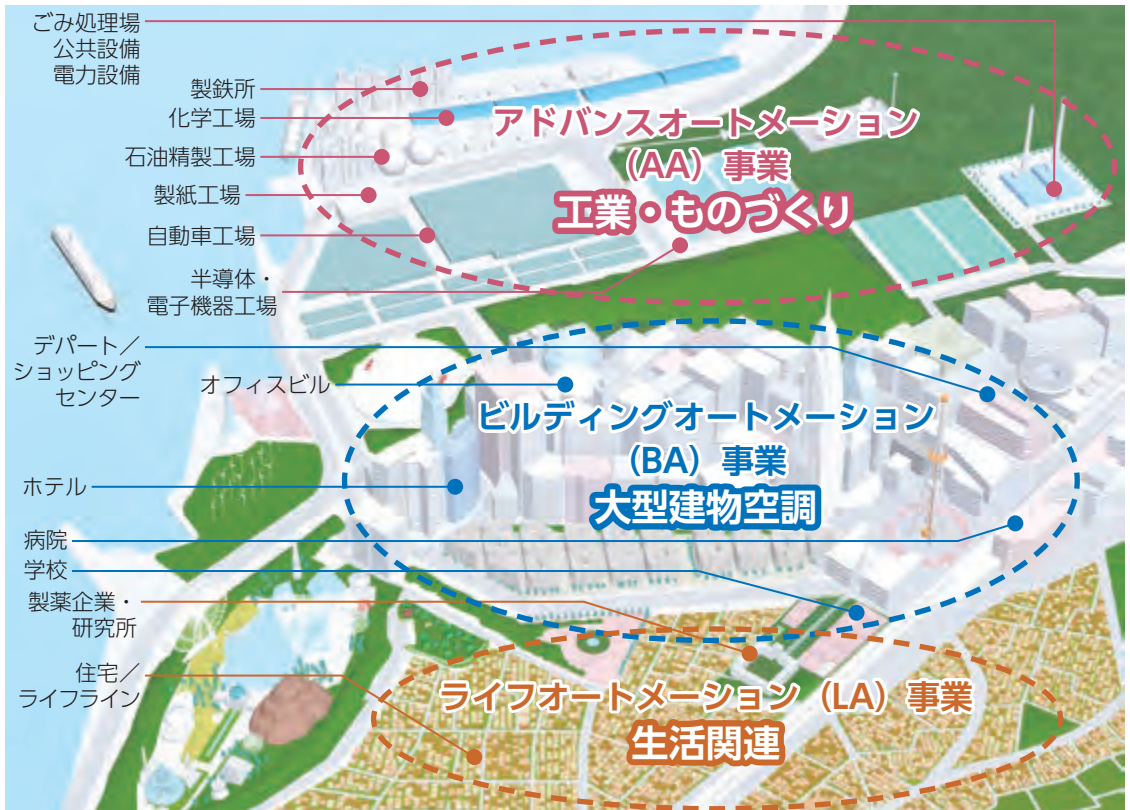 ごみ処理場
公共設備
電力設備
製鉄所
化学工場
石油精製工場
製紙工場
自動車工場
半導体・
電子機器工場
アドバンスオートメーション
（AA）事業
工業・ものづくり
デパート／
ショッピング
センター
オフィスビル
ホテル
病院
学校
ビルディングオートメーション
（BA）事業
大型建物空調
製薬企業・
研究所
住宅／
ライフライン
ライフオートメーション（LA）事業
生活関連